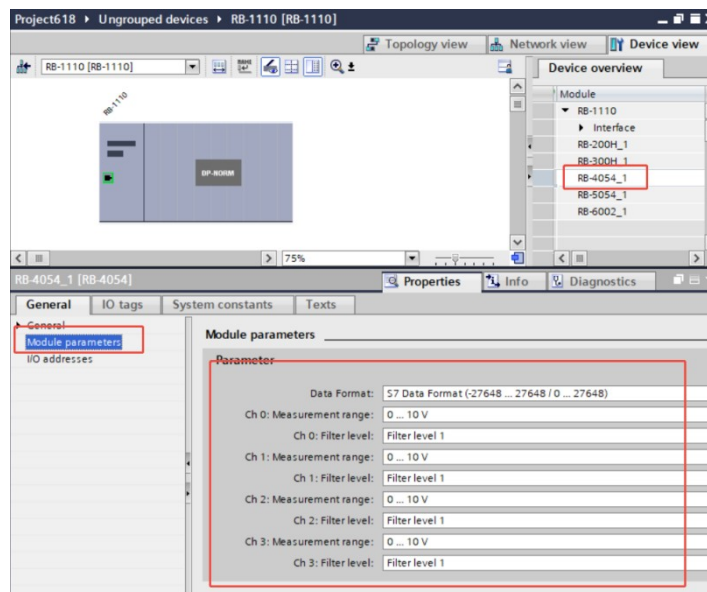 Project618 ▸ Ungrouped devices ▸ RB-1110 [RB-1110]
Topology view Network view Device view
RB-1110 [RB-1110]
Device overview
Module
RB-1110
Interface
RB-200H_1
RB-300H_1
RB-4054_1
RB-5054_1
RB-6002_1
RB-1110
DP-NORM
75%
RB-4054_1 [RB-4054]
Properties Info Diagnostics
General IO tags System constants Texts
General
Module parameters
I/O addresses
Module parameters
Parameter
Data Format: S7 Data Format (-27648 ... 27648 / 0 ... 27648)
Ch 0: Measurement range: 0 ... 10 V
Ch 0: Filter level: Filter level 1
Ch 1: Measurement range: 0 ... 10 V
Ch 1: Filter level: Filter level 1
Ch 2: Measurement range: 0 ... 10 V
Ch 2: Filter level: Filter level 1
Ch 3: Measurement range: 0 ... 10 V
Ch 3: Filter level: Filter level 1